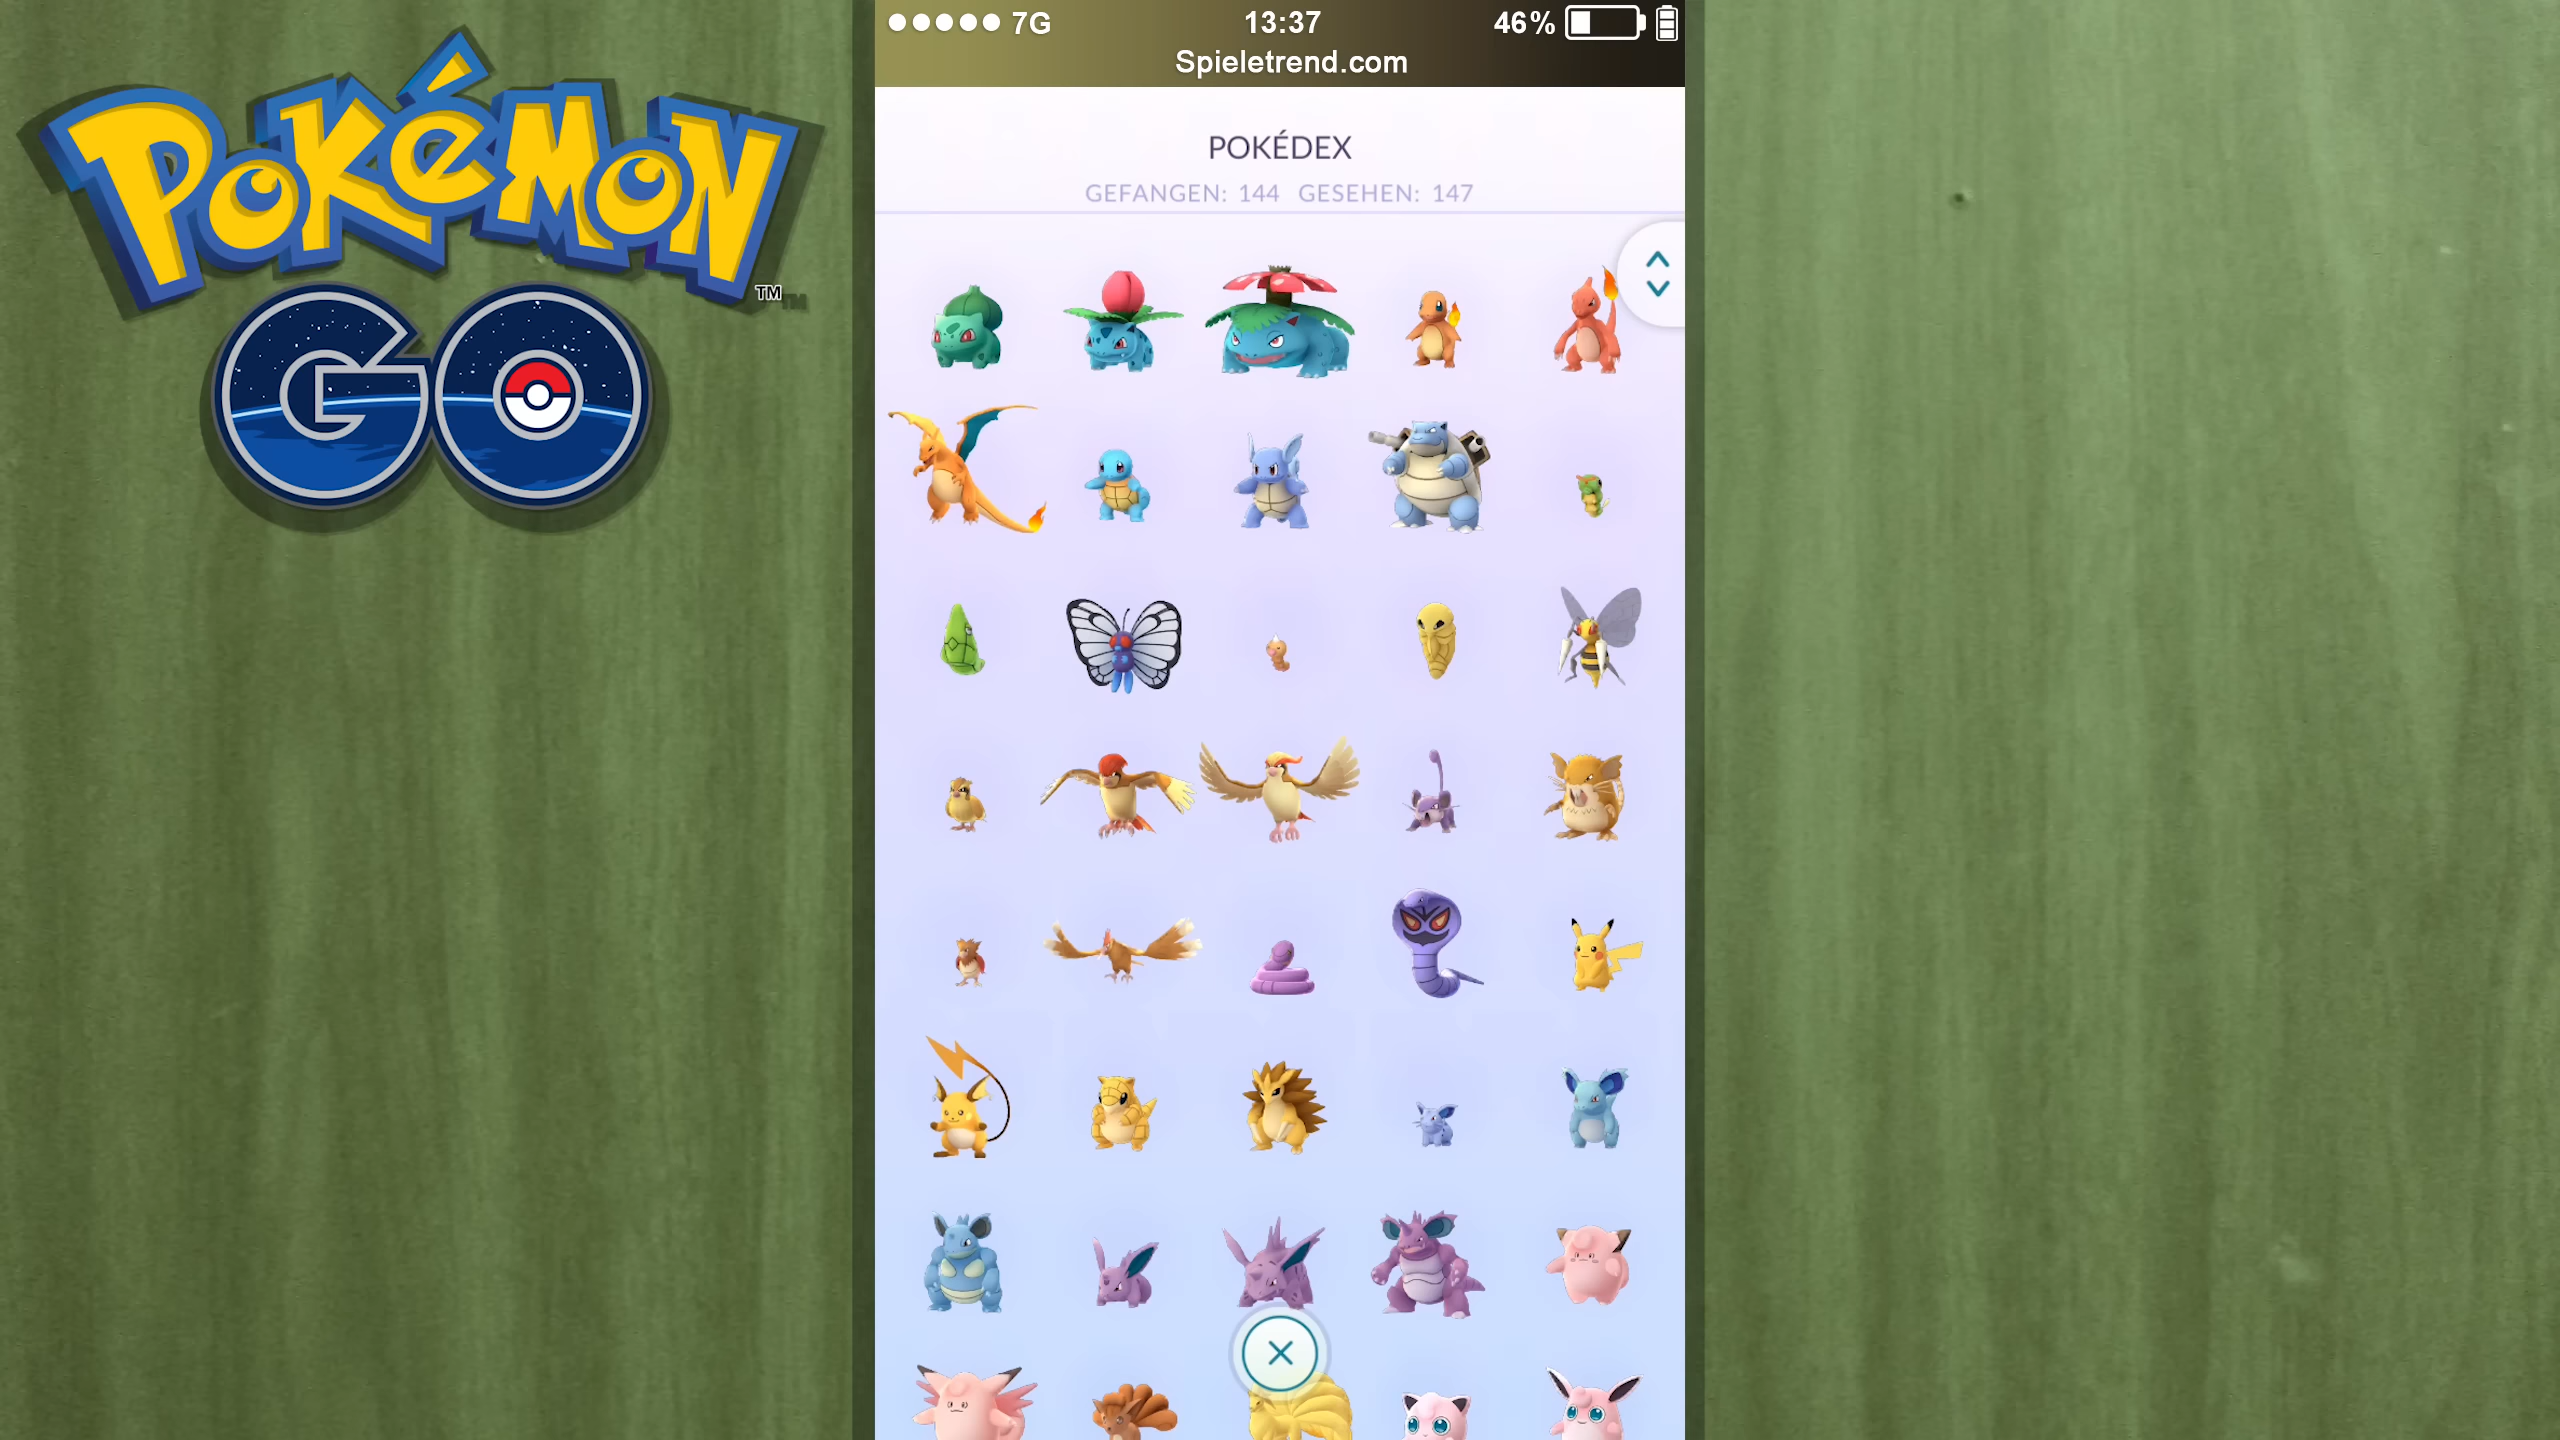 POKÉMON
TM
GO
7G 13:37 46%
Spieletrend.com
POKÉDEX
GEFANGEN: 144 GESEHEN: 147